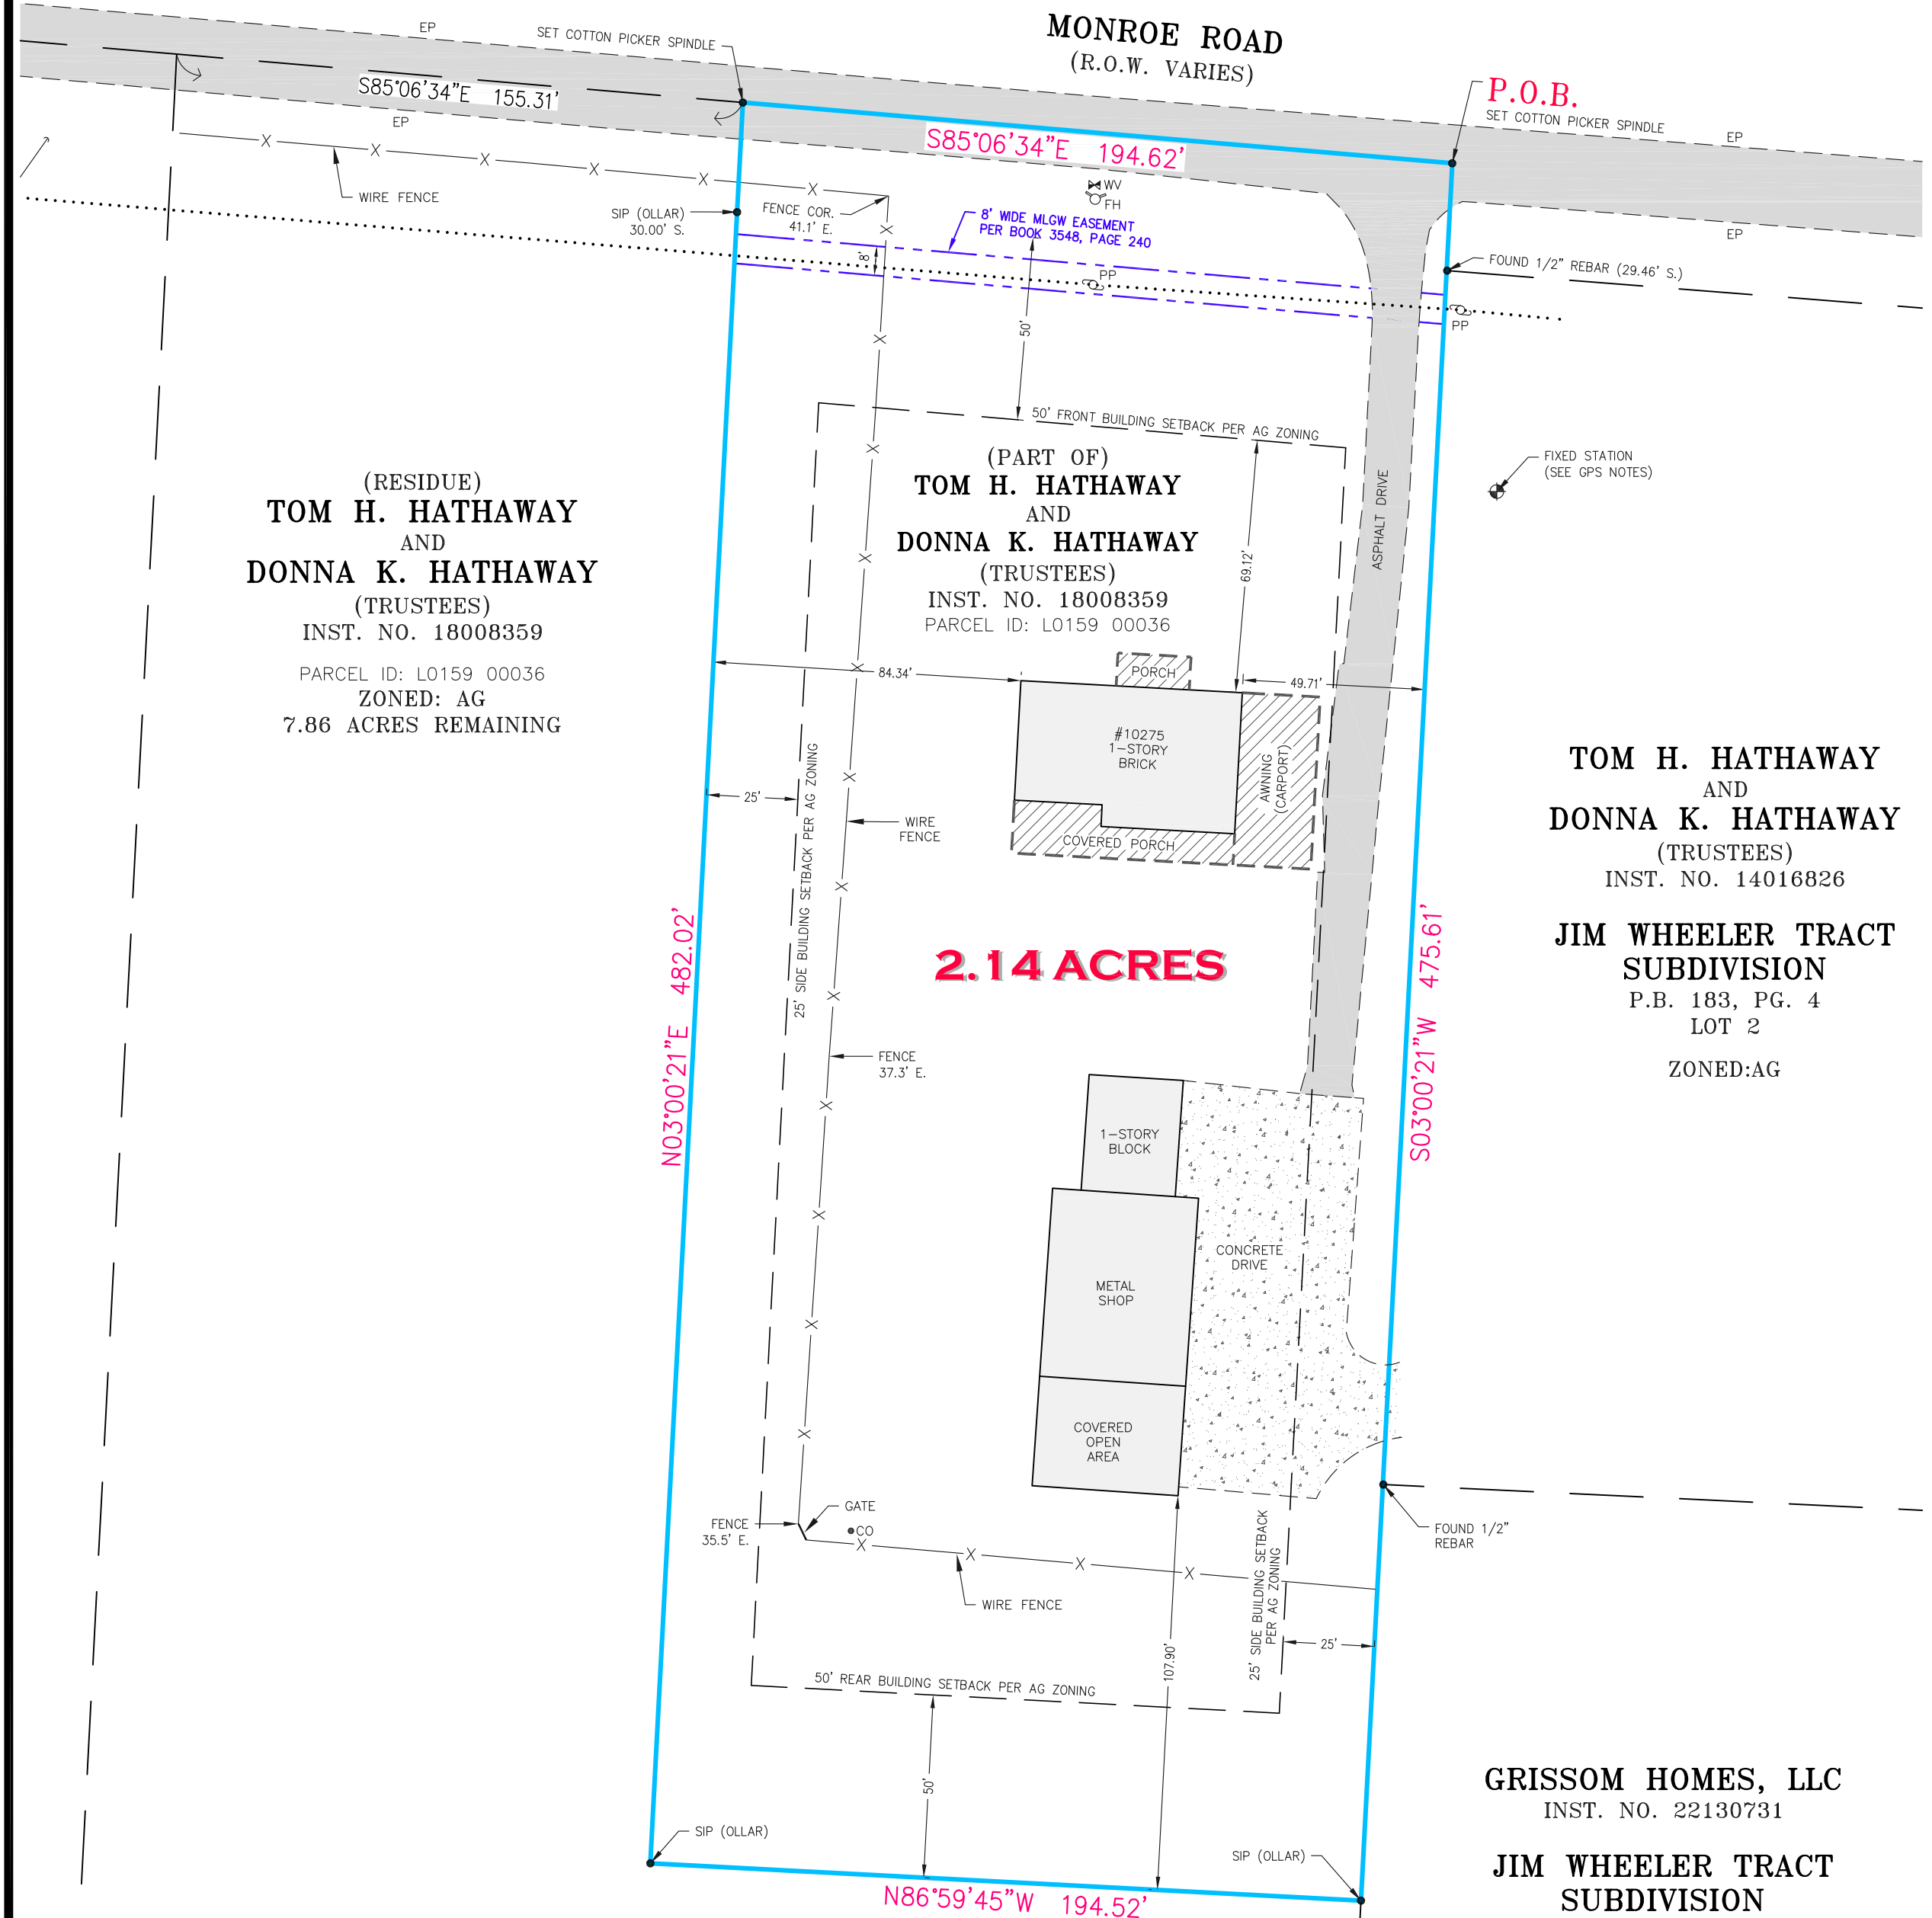 MONROE ROAD
(R.O.W. VARIES)
EP
SET COTTON PICKER SPINDLE
P.O.B.
SET COTTON PICKER SPINDLE
EP
S85°06'34"E 155.31'
EP
S85°06'34"E 194.62'
EP
WIRE FENCE
SIP (OLLAR)
30.00' S.
FENCE COR.
41.1' E.
WV
FH
8' WIDE MLGW EASEMENT
PER BOOK 3548, PAGE 240
8'
PP
FOUND 1/2" REBAR (29.46' S.)
PP
50'
50' FRONT BUILDING SETBACK PER AG ZONING
FIXED STATION
(SEE GPS NOTES)
(RESIDUE)
TOM H. HATHAWAY
AND
DONNA K. HATHAWAY
(TRUSTEES)
INST. NO. 18008359
PARCEL ID: L0159 00036
ZONED: AG
7.86 ACRES REMAINING
(PART OF)
TOM H. HATHAWAY
AND
DONNA K. HATHAWAY
(TRUSTEES)
INST. NO. 18008359
PARCEL ID: L0159 00036
69.12'
ASPHALT DRIVE
84.34'
PORCH
49.71'
#10275
1-STORY
BRICK
AWNING
(CARPORT)
COVERED PORCH
25'
25' SIDE BUILDING SETBACK PER AG ZONING
WIRE
FENCE
TOM H. HATHAWAY
AND
DONNA K. HATHAWAY
(TRUSTEES)
INST. NO. 14016826
JIM WHEELER TRACT
SUBDIVISION
P.B. 183, PG. 4
LOT 2
ZONED:AG
2.14 ACRES
N03°00'21"E 482.02'
S03°00'21"W 475.61'
FENCE
37.3' E.
1-STORY
BLOCK
METAL
SHOP
CONCRETE
DRIVE
COVERED
OPEN
AREA
GATE
FENCE
35.5' E.
CO
FOUND 1/2"
REBAR
WIRE FENCE
25' SIDE BUILDING SETBACK
PER AG ZONING
25'
107.90'
50' REAR BUILDING SETBACK PER AG ZONING
50'
SIP (OLLAR)
SIP (OLLAR)
N86°59'45"W 194.52'
GRISSOM HOMES, LLC
INST. NO. 22130731
JIM WHEELER TRACT
SUBDIVISION